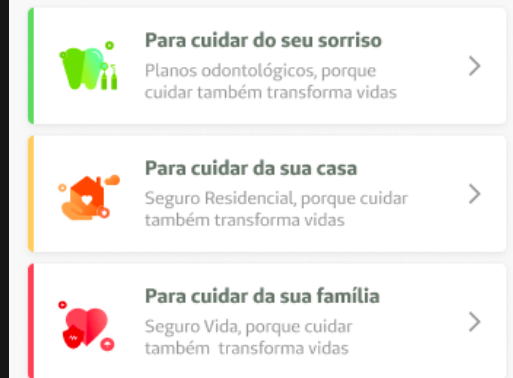 Para cuidar do seu sorriso
Planos odontológicos, porque
cuidar também transforma vidas
Para cuidar da sua casa
Seguro Residencial, porque cuidar
também transforma vidas
Para cuidar da sua família
Seguro Vida, porque cuidar
também transforma vidas